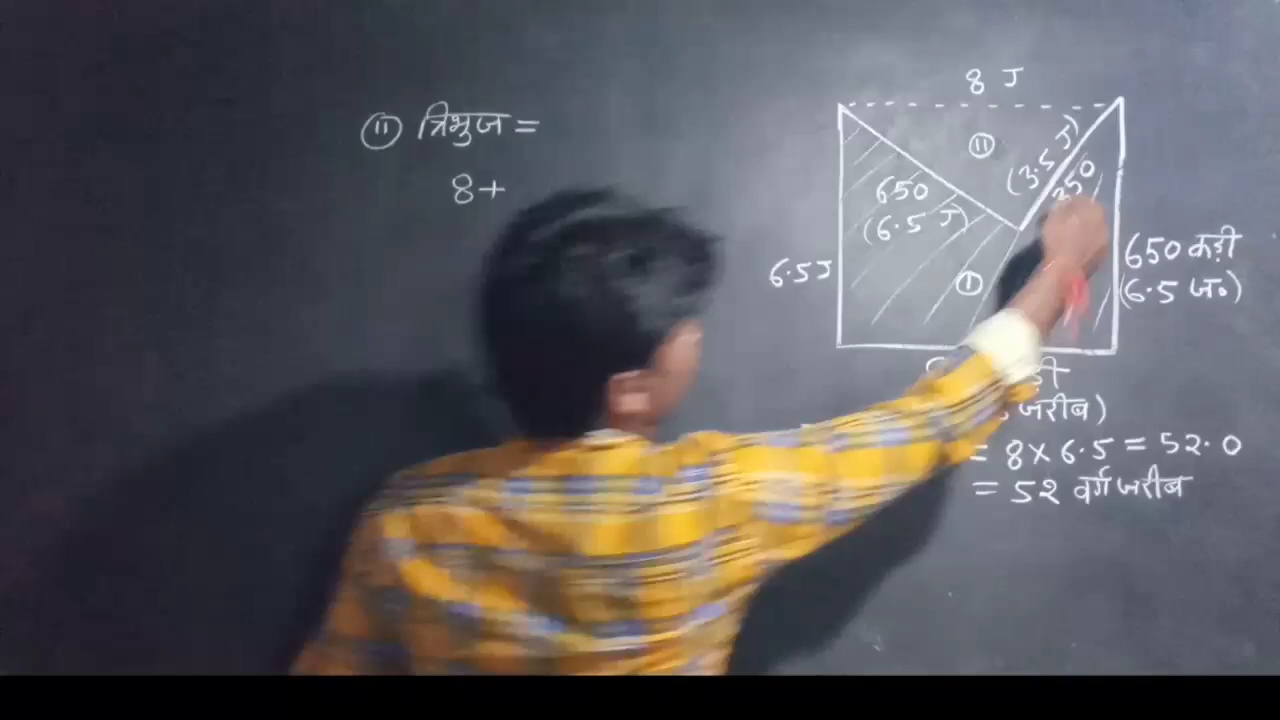 11 त्रिभुज =
8+
8 J
11
(3.5 J)
350
650
(6.5 J)
6.5 J
1
650 कड़ी
(6.5 ज०)
जरीब)
= 8 x 6.5 = 52.0
= 52 वर्ग जरीब